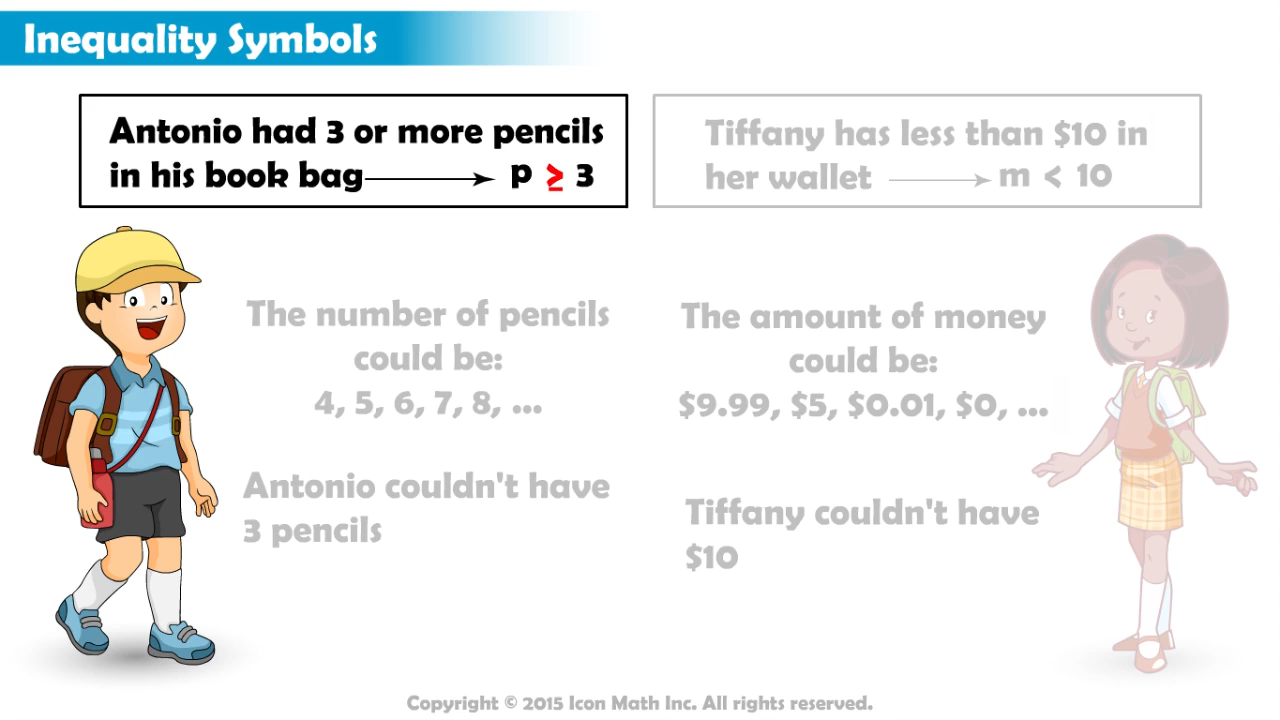 Inequality Symbols
Antonio had 3 or more pencils
in his book bag p ≥ 3
Tiffany has less than $10 in
her wallet m < 10
The number of pencils
could be:
4, 5, 6, 7, 8, ...
Antonio couldn't have
3 pencils
The amount of money
could be:
$9.99, $5, $0.01, $0, ...
Tiffany couldn't have
$10
Copyright © 2015 Icon Math Inc. All rights reserved.